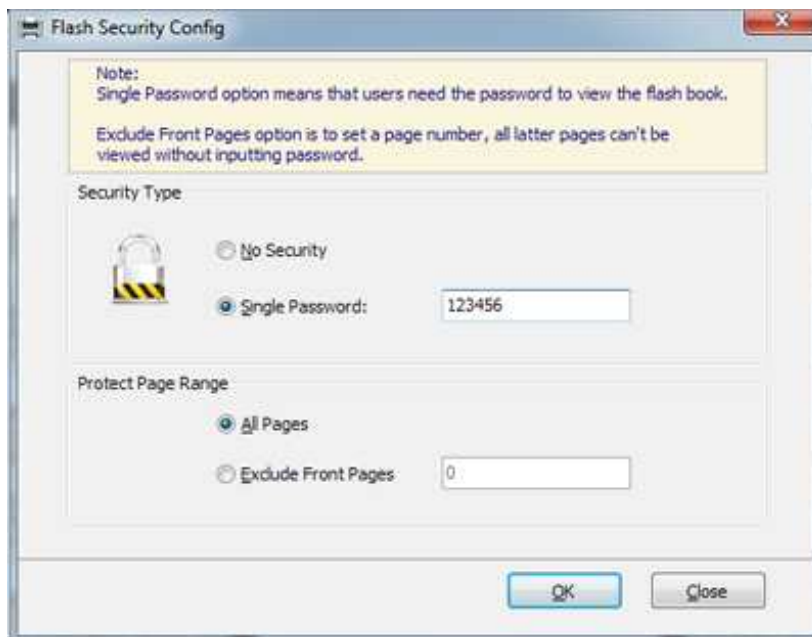 Flash Security Config
Note:
Single Password option means that users need the password to view the flash book.
Exclude Front Pages option is to set a page number, all latter pages can't be
viewed without inputting password.
Security Type
No Security
Single Password: 123456
Protect Page Range
All Pages
Exclude Front Pages 0
OK Close